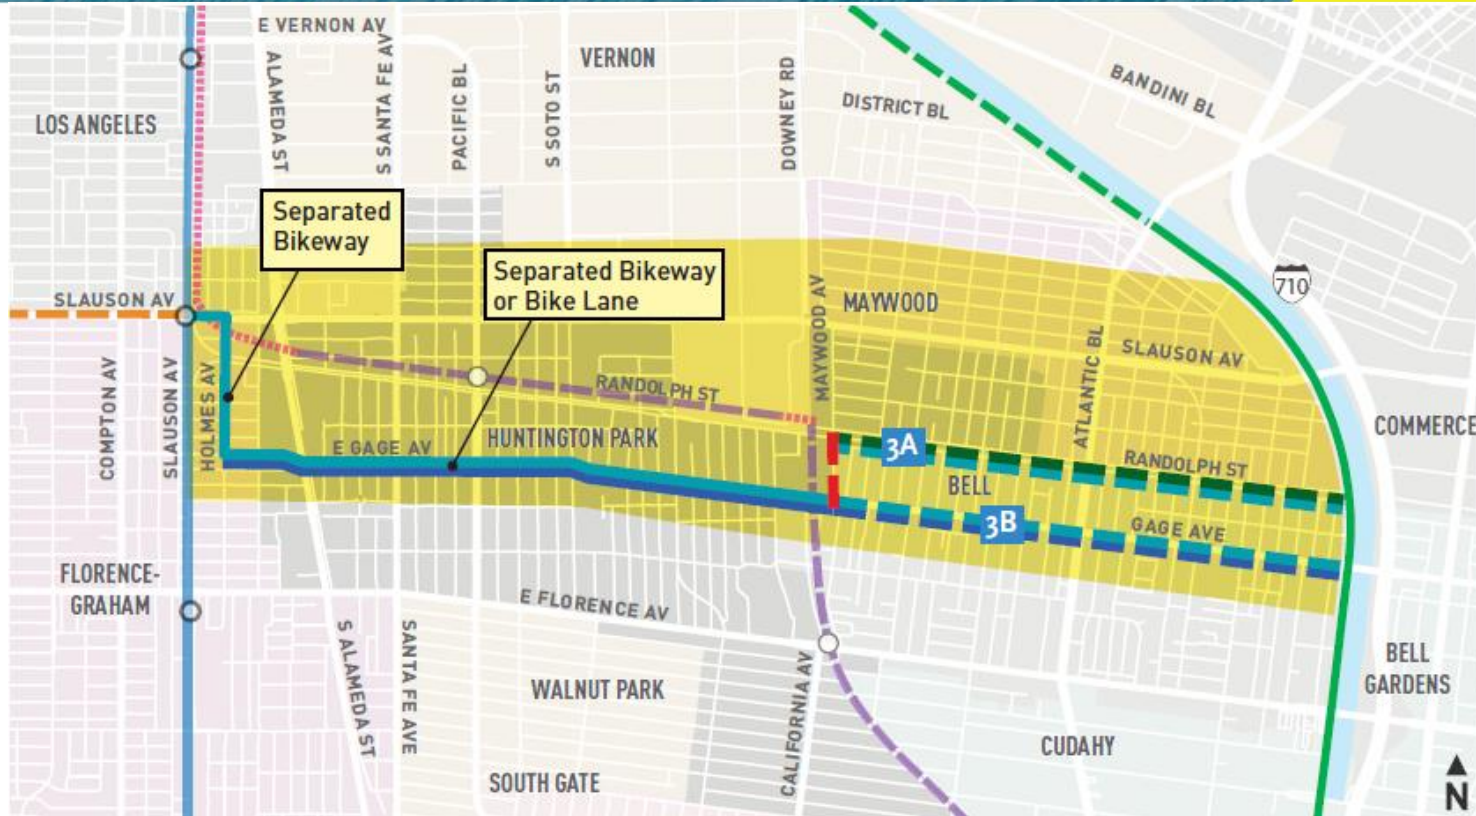 E VERNON AV
VERNON
LOS ANGELES
ALAMEDA ST
S SANTA FE AV
PACIFIC BL
S SOTO ST
DOWNEY RD
DISTRICT BL
BANDINI BL
Separated
Bikeway
Separated Bikeway
or Bike Lane
SLAUSON AV
MAYWOOD AV
MAYWOOD
710
SLAUSON AV
COMPTON AV
SLAUSON AV
HOLMES AV
RANDOLPH ST
ATLANTIC BL
COMMERCE
E GAGE AV
HUNTINGTON PARK
3A
RANDOLPH ST
BELL
3B
GAGE AVE
FLORENCE-
GRAHAM
E FLORENCE AV
S ALAMEDA ST
SANTA FE AVE
WALNUT PARK
CALIFORNIA AV
BELL
GARDENS
CUDAHY
SOUTH GATE
N